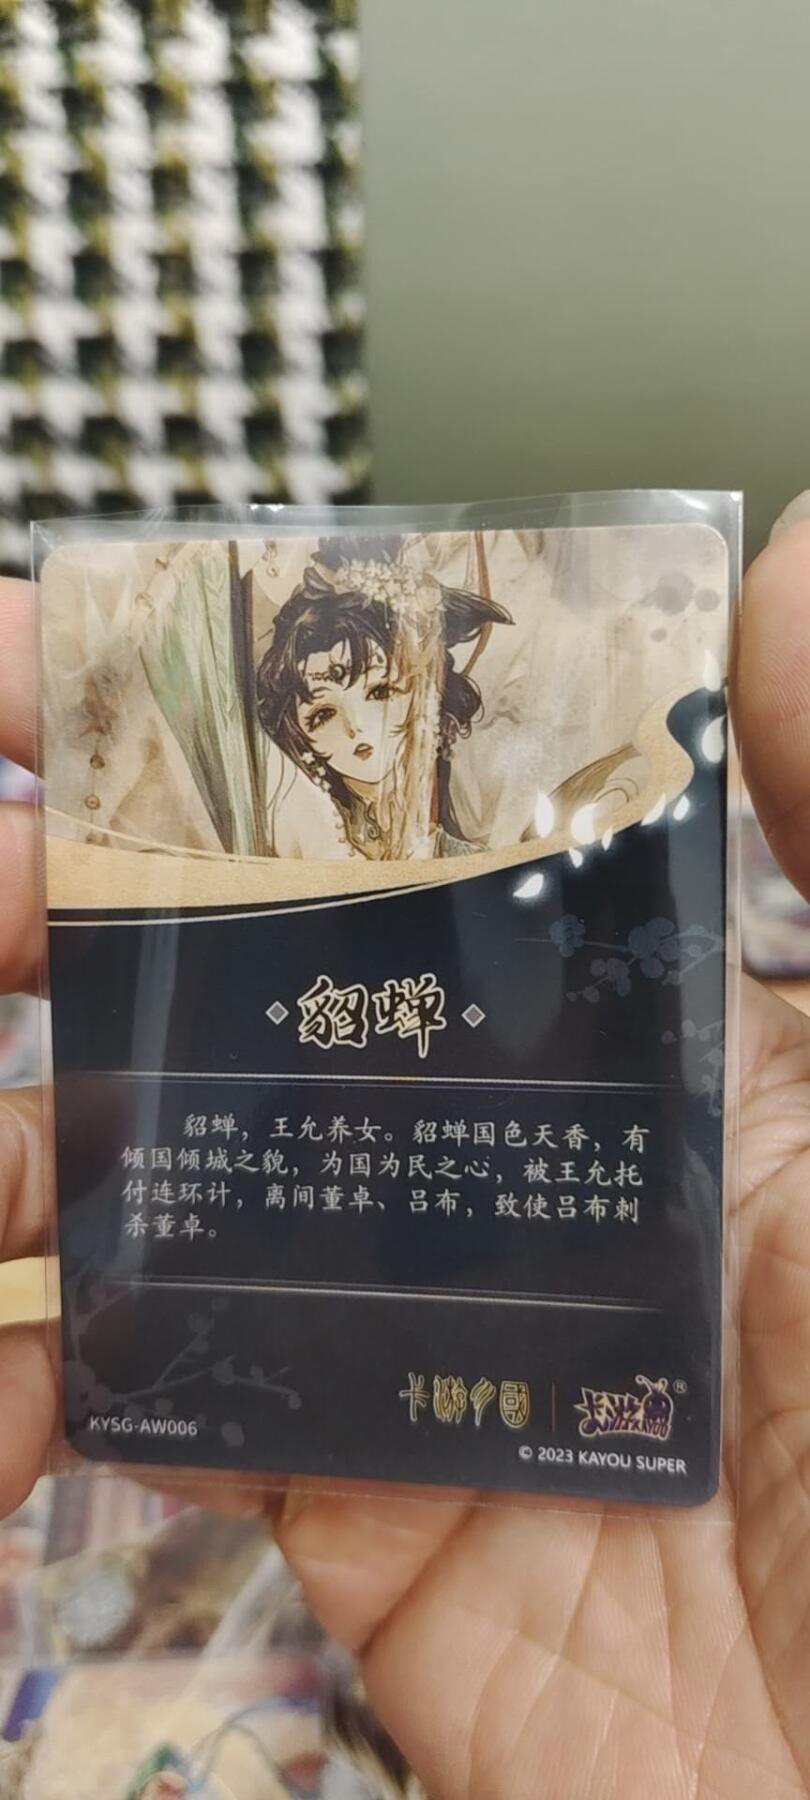 貂蝉
貂蝉，王允养女。貂蝉国色天香，有
倾国倾城之貌，为国为民之心，被王允托
付连环计，离间董卓、吕布，致使吕布刺
杀董卓。
卡游三國 卡游 ®
KYSG-AW006
© 2023 KAYOU SUPER